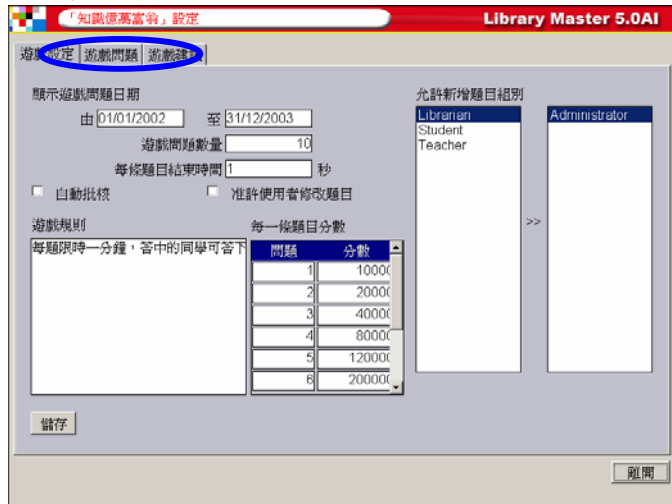 「知識億萬富翁」設定
Library Master 5.0AI
遊戲設定 遊戲問題 遊戲建議
顯示遊戲問題日期
由 01/01/2002 至 31/12/2003
遊戲問題數量 10
每條題目結束時間 1 秒
自動批核 准許使用者修改題目
遊戲規則
每題限時一分鐘，答中的同學可答下
每一條題目分數
問題 分數
1 10000
2 20000
3 40000
4 80000
5 120000
6 200000
允許新增題目組別
Librarian
Student
Teacher
>>
Administrator
儲存
離開